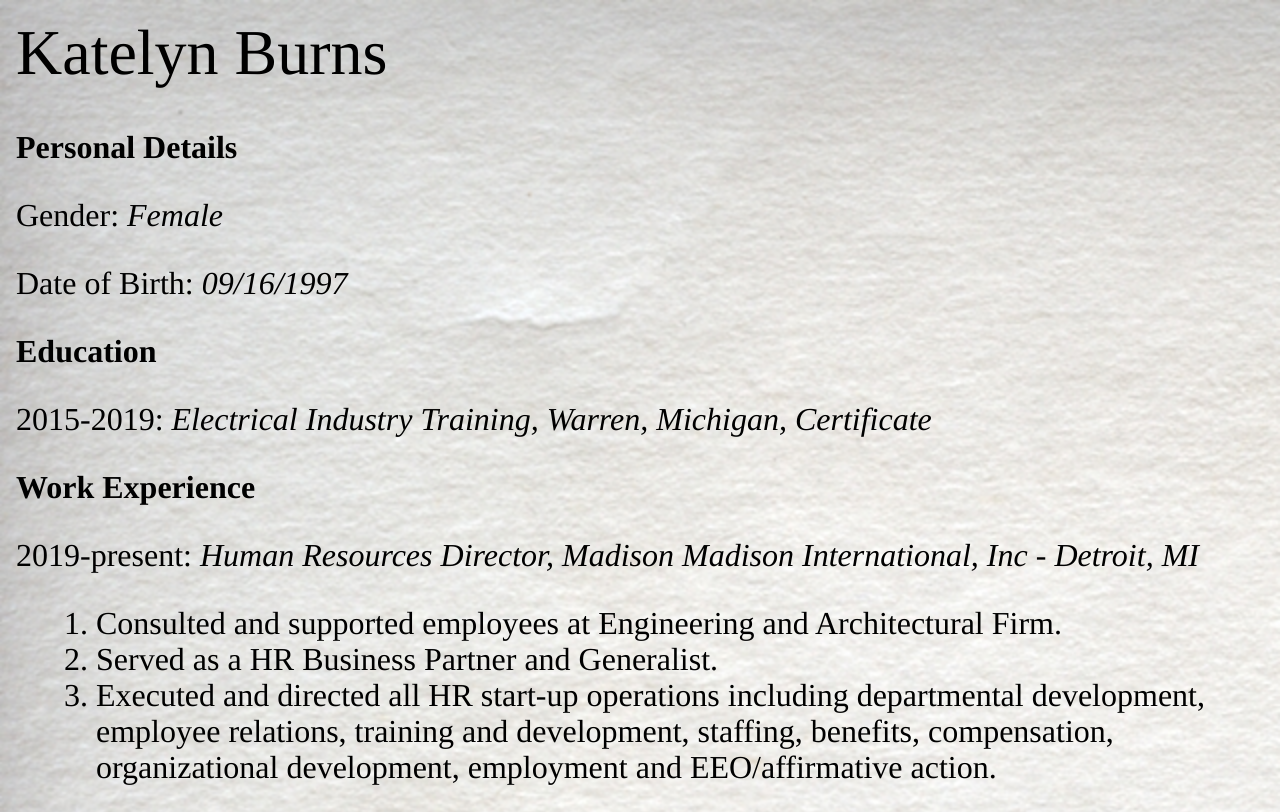 Katelyn Burns
Personal Details
Gender: Female
Date of Birth: 09/16/1997
Education
2015-2019: Electrical Industry Training, Warren, Michigan, Certificate
Work Experience
2019-present: Human Resources Director, Madison Madison International, Inc - Detroit, MI
1. Consulted and supported employees at Engineering and Architectural Firm.
2. Served as a HR Business Partner and Generalist.
3. Executed and directed all HR start-up operations including departmental development,
employee relations, training and development, staffing, benefits, compensation,
organizational development, employment and EEO/affirmative action.